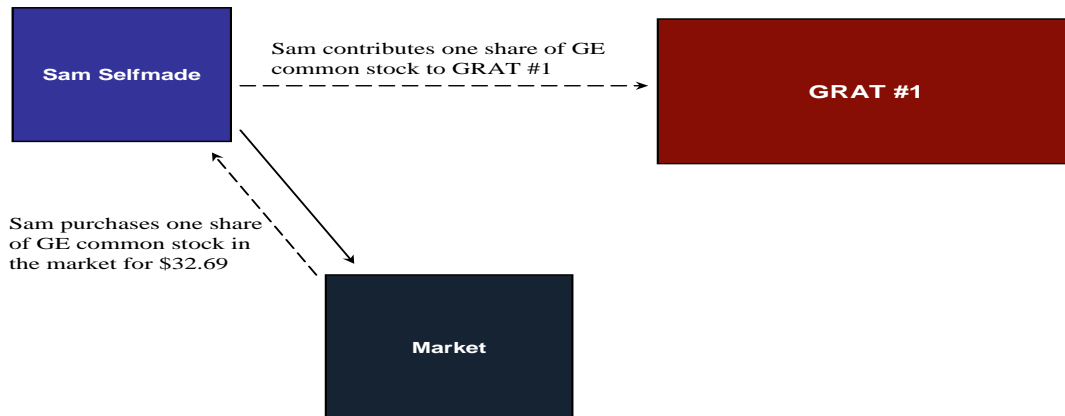 Sam contributes one share of GE
common stock to GRAT #1
Sam Selfmade
GRAT #1
Sam purchases one share
of GE common stock in
the market for $32.69
Market